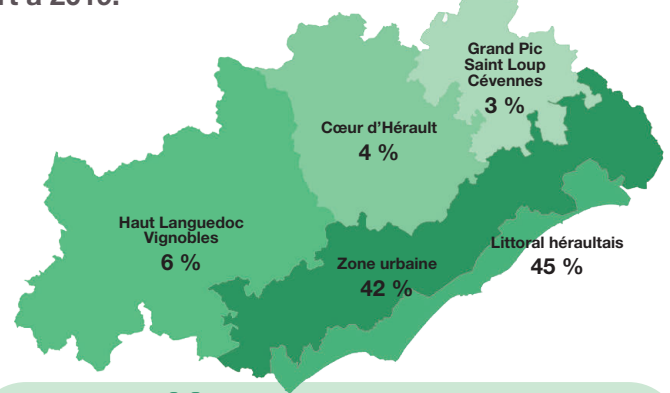 Grand Pic
Saint Loup
Cévennes
3 %
Cœur d'Hérault
4 %
Haut Languedoc
Vignobles
6 %
Littoral héraultais
45 %
Zone urbaine
42 %